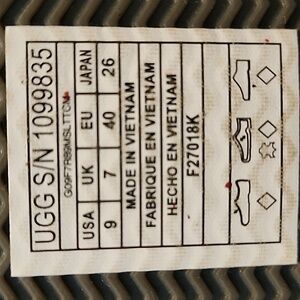 UGG S/N 1099835
G09F7RB9MSLTTCM
USA UK EU JAPAN
9 7 40 26
MADE IN VIETNAM
FABRIQUE EN VIETNAM
HECHO EN VIETNAM
F27018K